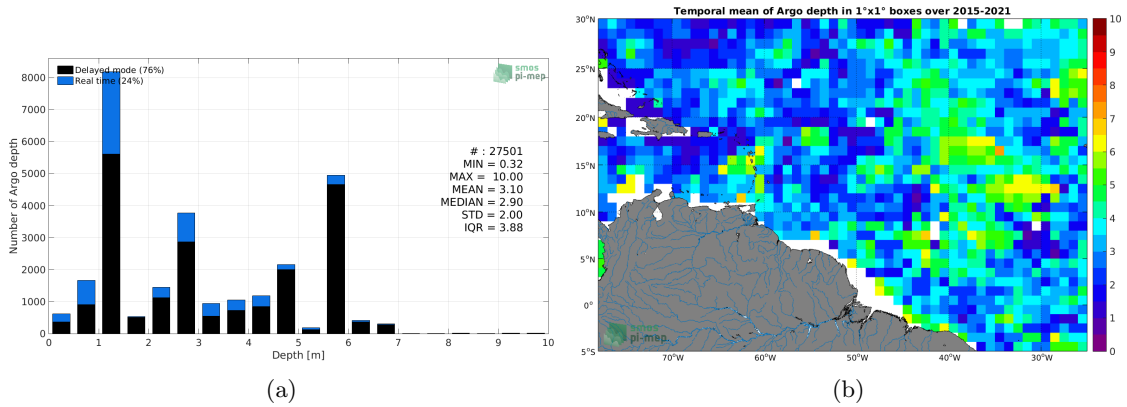 Delayed mode (76%)
Real time (24%)
smos
pi-mep
8000
7000
6000
5000
4000
3000
2000
1000
0
Number of Argo depth
# : 27501
MIN = 0.32
MAX = 10.00
MEAN = 3.10
MEDIAN = 2.90
STD = 2.00
IQR = 3.88
0 1 2 3 4 5 6 7 8 9 10
Depth [m]
(a)
Temporal mean of Argo depth in 1°x1° boxes over 2015-2021
30°N
25°N
20°N
15°N
10°N
5°N
0°
5°S
70°W 60°W 50°W 40°W 30°W
smos
pi-mep
10
9
8
7
6
5
4
3
2
1
0
(b)